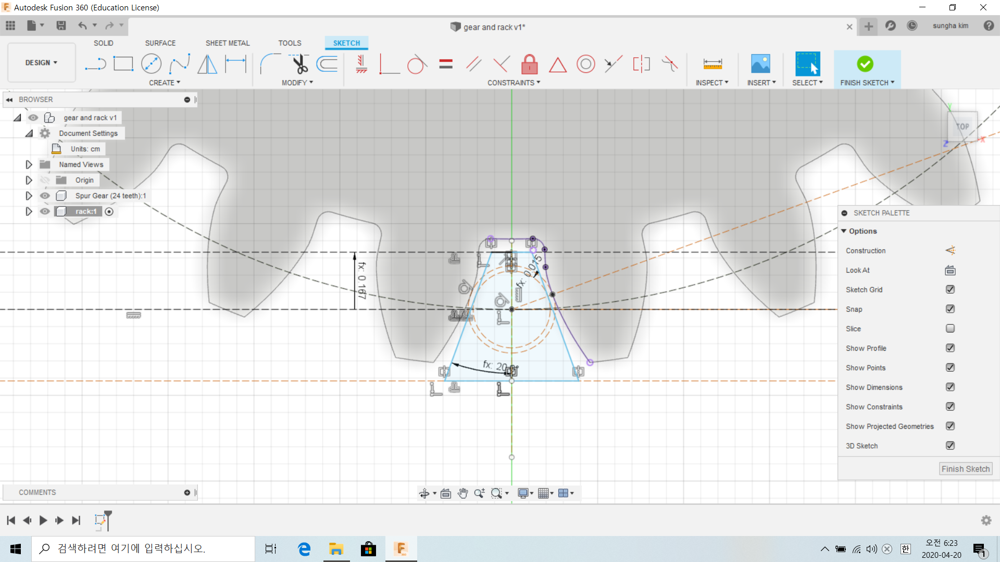 Autodesk Fusion 360 (Education License)
gear and rack v1*
sungha kim
SOLID
SURFACE
SHEET METAL
TOOLS
SKETCH
DESIGN
CREATE
MODIFY
CONSTRAINTS
INSPECT
INSERT
SELECT
FINISH SKETCH
BROWSER
gear and rack v1
Document Settings
Units: cm
Named Views
Origin
Spur Gear (24 teeth):1
rack:1
Y
TOP
X
Z
fx: 0.167
fx: 0.015
SKETCH PALETTE
Options
Construction
Look At
Sketch Grid
Snap
Slice
Show Profile
Show Points
Show Dimensions
Show Constraints
Show Projected Geometries
3D Sketch
Finish Sketch
COMMENTS
검색하려면 여기에 입력하십시오.
한
오전 6:23
2020-04-20
1